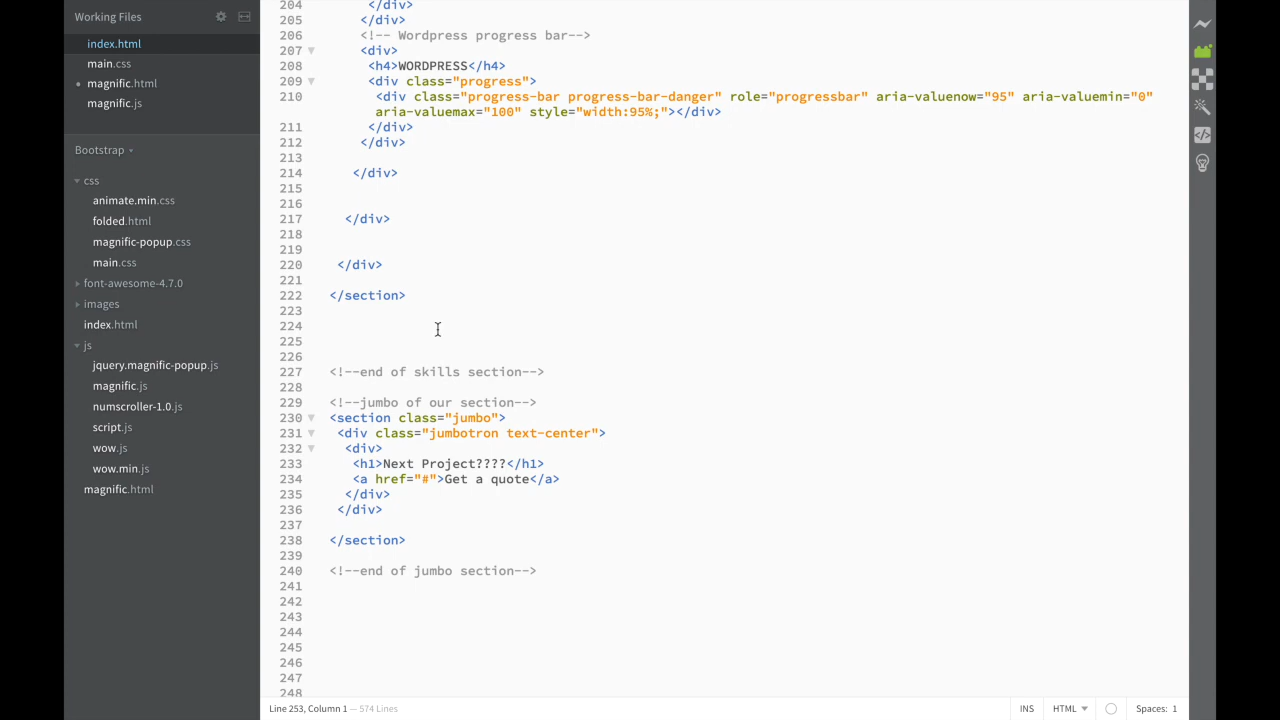 Working Files
index.html
main.css
magnific.html
magnific.js
Bootstrap
css
animate.min.css
folded.html
magnific-popup.css
main.css
font-awesome-4.7.0
images
index.html
js
jquery.magnific-popup.js
magnific.js
numscroller-1.0.js
script.js
wow.js
wow.min.js
magnific.html
204 </div>
205 </div>
206 <!-- Wordpress progress bar-->
207 <div>
208 <h4>WORDPRESS</h4>
209 <div class="progress">
210 <div class="progress-bar progress-bar-danger" role="progressbar" aria-valuenow="95" aria-valuemin="0"
aria-valuemax="100" style="width:95%;"></div>
211 </div>
212 </div>
213
214 </div>
215
216
217 </div>
218
219
220 </div>
221
222 </section>
223
224
225
226
227 <!--end of skills section-->
228
229 <!--jumbo of our section-->
230 <section class="jumbo">
231 <div class="jumbotron text-center">
232 <div>
233 <h1>Next Project????</h1>
234 <a href="#">Get a quote</a>
235 </div>
236 </div>
237
238 </section>
239
240 <!--end of jumbo section-->
241
242
243
244
245
246
247
248
Line 253, Column 1 — 574 Lines
INS
HTML
Spaces: 1